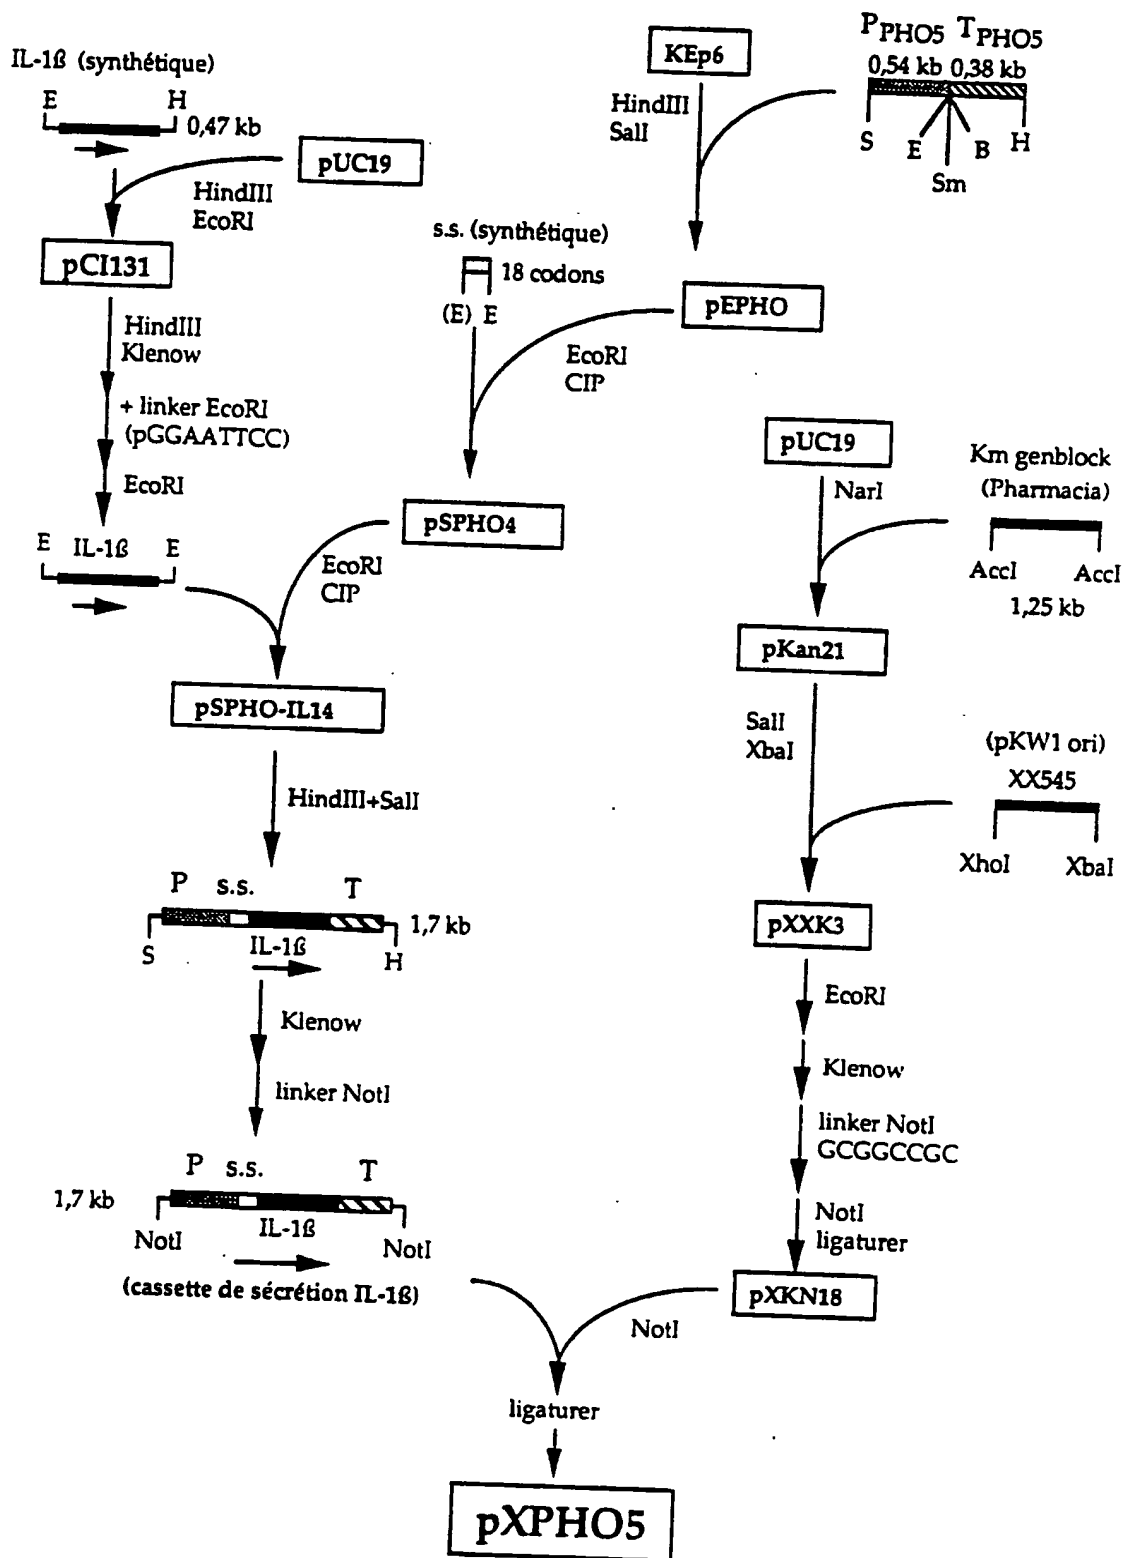 IL-1ß (synthétique)
E H
0,47 kb
pUC19
HindIII
EcoRI
pCI131
HindIII
Klenow
+ linker EcoRI
(pGGAATTCC)
EcoRI
E IL-1ß E
KEp6
HindIII
SalI
PPHO5 TPHO5
0,54 kb 0,38 kb
S E Sm B H
s.s. (synthétique)
18 codons
(E) E
pEPHO
EcoRI
CIP
pSPHO4
EcoRI
CIP
pSPHO-IL14
HindIII+SalI
P s.s. T
1,7 kb
S IL-1ß H
Klenow
linker NotI
P s.s. T
1,7 kb
NotI IL-1ß NotI
(cassette de sécrétion IL-1ß)
pUC19
NarI
Km genblock
(Pharmacia)
AccI AccI
1,25 kb
pKan21
SalI
XbaI
(pKW1 ori)
XX545
XhoI XbaI
pXXK3
EcoRI
Klenow
linker NotI
GCGGCCGC
NotI
ligaturer
pXKN18
NotI
ligaturer
pXPHO5